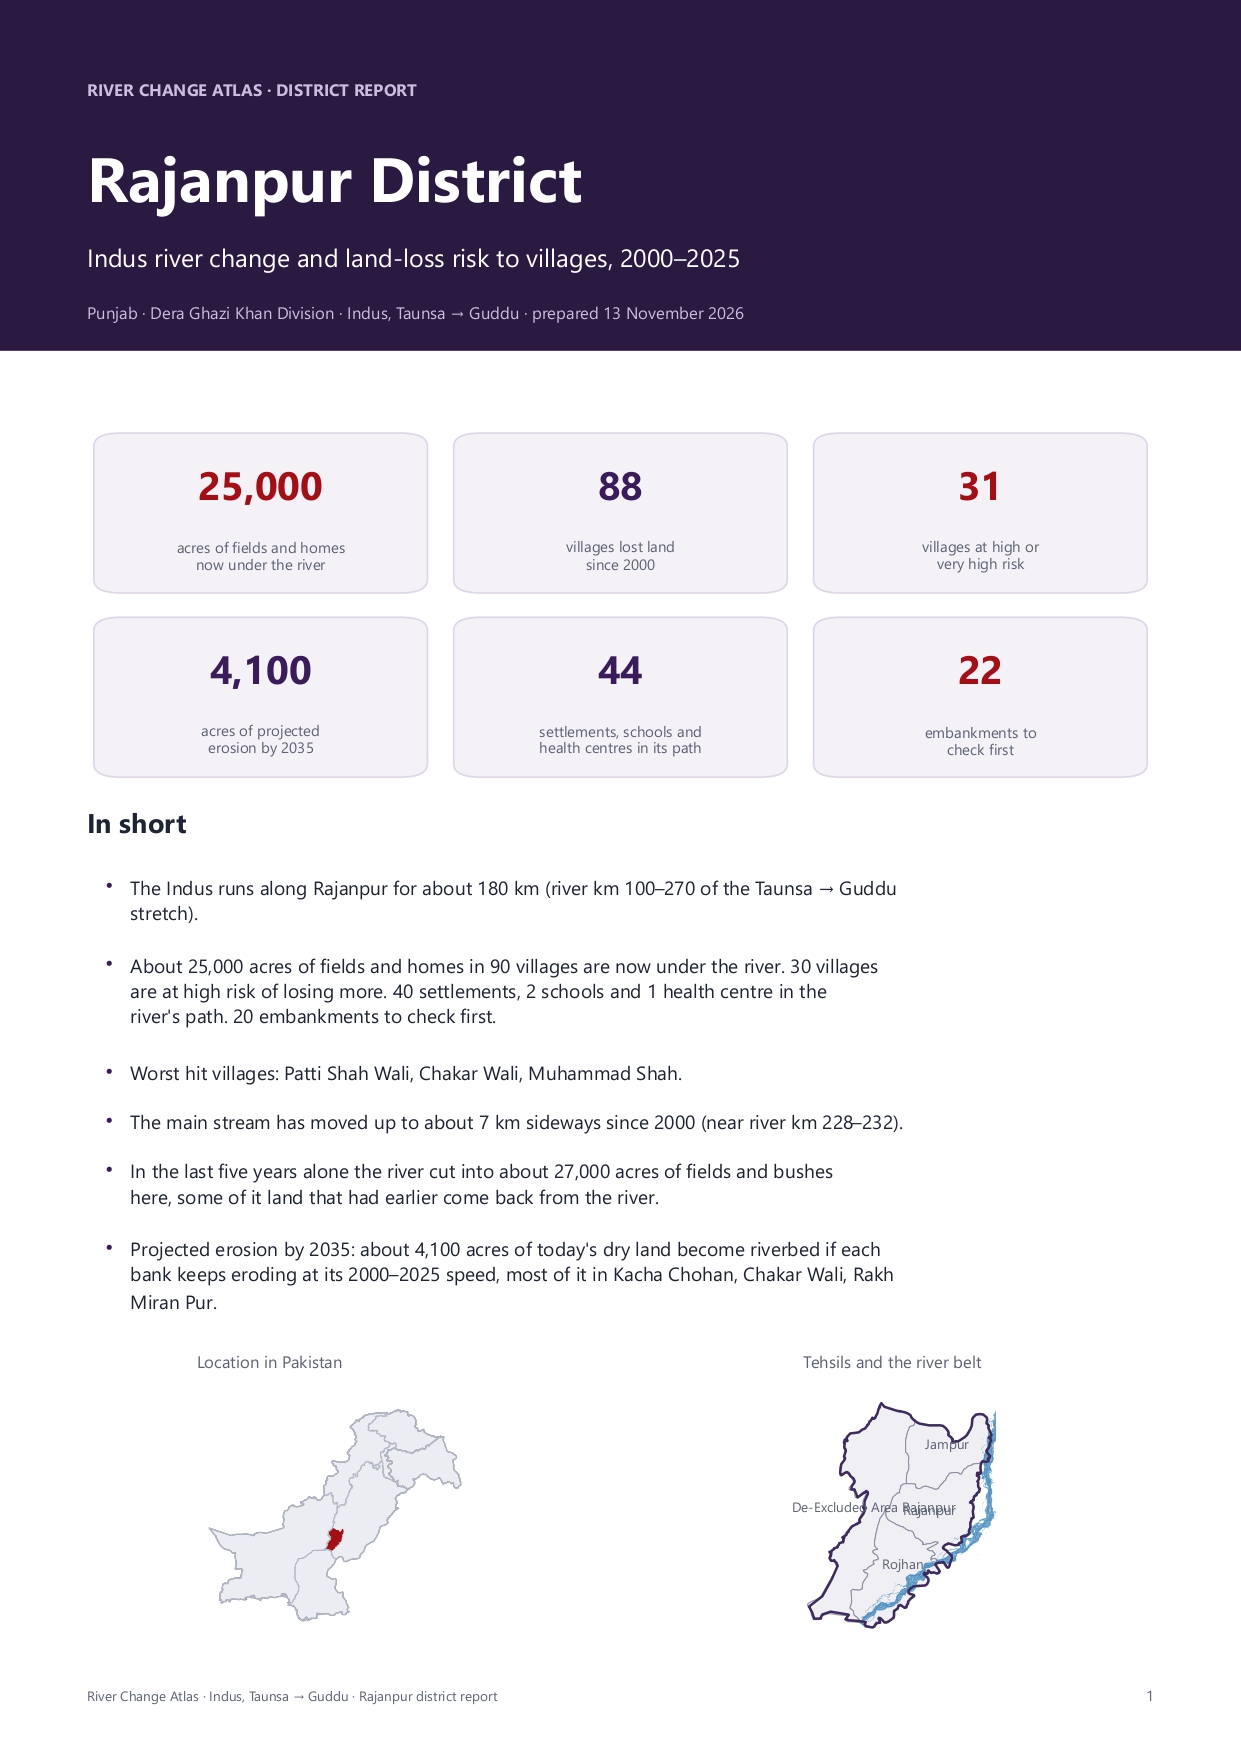 RIVER CHANGE ATLAS · DISTRICT REPORT
Rajanpur District
Indus river change and land-loss risk to villages, 2000–2025
Punjab · Dera Ghazi Khan Division · Indus, Taunsa → Guddu · prepared 13 November 2026
25,000
acres of fields and homes
now under the river
88
villages lost land
since 2000
31
villages at high or
very high risk
4,100
acres of projected
erosion by 2035
44
settlements, schools and
health centres in its path
22
embankments to
check first
In short
• The Indus runs along Rajanpur for about 180 km (river km 100–270 of the Taunsa → Guddu
stretch).
• About 25,000 acres of fields and homes in 90 villages are now under the river. 30 villages
are at high risk of losing more. 40 settlements, 2 schools and 1 health centre in the
river's path. 20 embankments to check first.
• Worst hit villages: Patti Shah Wali, Chakar Wali, Muhammad Shah.
• The main stream has moved up to about 7 km sideways since 2000 (near river km 228–232).
• In the last five years alone the river cut into about 27,000 acres of fields and bushes
here, some of it land that had earlier come back from the river.
• Projected erosion by 2035: about 4,100 acres of today's dry land become riverbed if each
bank keeps eroding at its 2000–2025 speed, most of it in Kacha Chohan, Chakar Wali, Rakh
Miran Pur.
Location in Pakistan
Tehsils and the river belt
Jampur
De-Excluded Area Rajanpur
Rajanpur
Rojhan
River Change Atlas · Indus, Taunsa → Guddu · Rajanpur district report
1